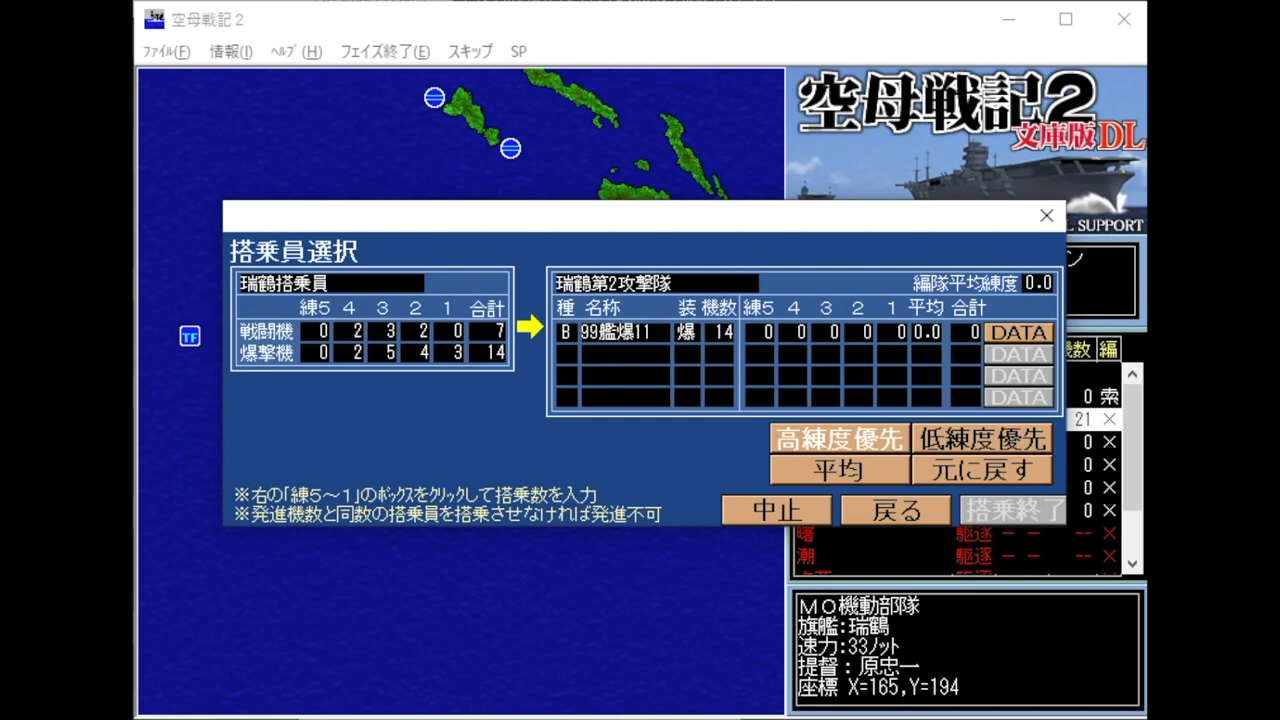 空母戦記２
ﾌｧｲﾙ(F) 情報(I) ﾍﾙﾌﾟ(H) フェイズ終了(E) スキップ SP
空母戦記2
文庫版DL
L SUPPORT
搭乗員選択
瑞鶴搭乗員
練5 4 3 2 1 合計
戦闘機 0 2 3 2 0 7
爆撃機 0 2 5 4 3 14
瑞鶴第2攻撃隊 編隊平均練度 0.0
種 名称 装 機数 練5 4 3 2 1 平均 合計
B 99艦爆11 爆 14 0 0 0 0 0 0.0 0 DATA
DATA
DATA
DATA
高練度優先 低練度優先
平均 元に戻す
※右の｢練５～１｣のﾎﾞｯｸｽをｸﾘｯｸして搭乗数を入力
※発進機数と同数の搭乗員を搭乗させなければ発進不可
中止 戻る 搭乗終了
ン
機数 編
0 索
21 ×
0 ×
0 ×
0 ×
0 ×
曙 駆逐 － － -- ×
潮 駆逐 － － -- ×
TF
ＭＯ機動部隊
旗艦:瑞鶴
速力:33ﾉｯﾄ
提督：原忠一
座標 X=165,Y=194